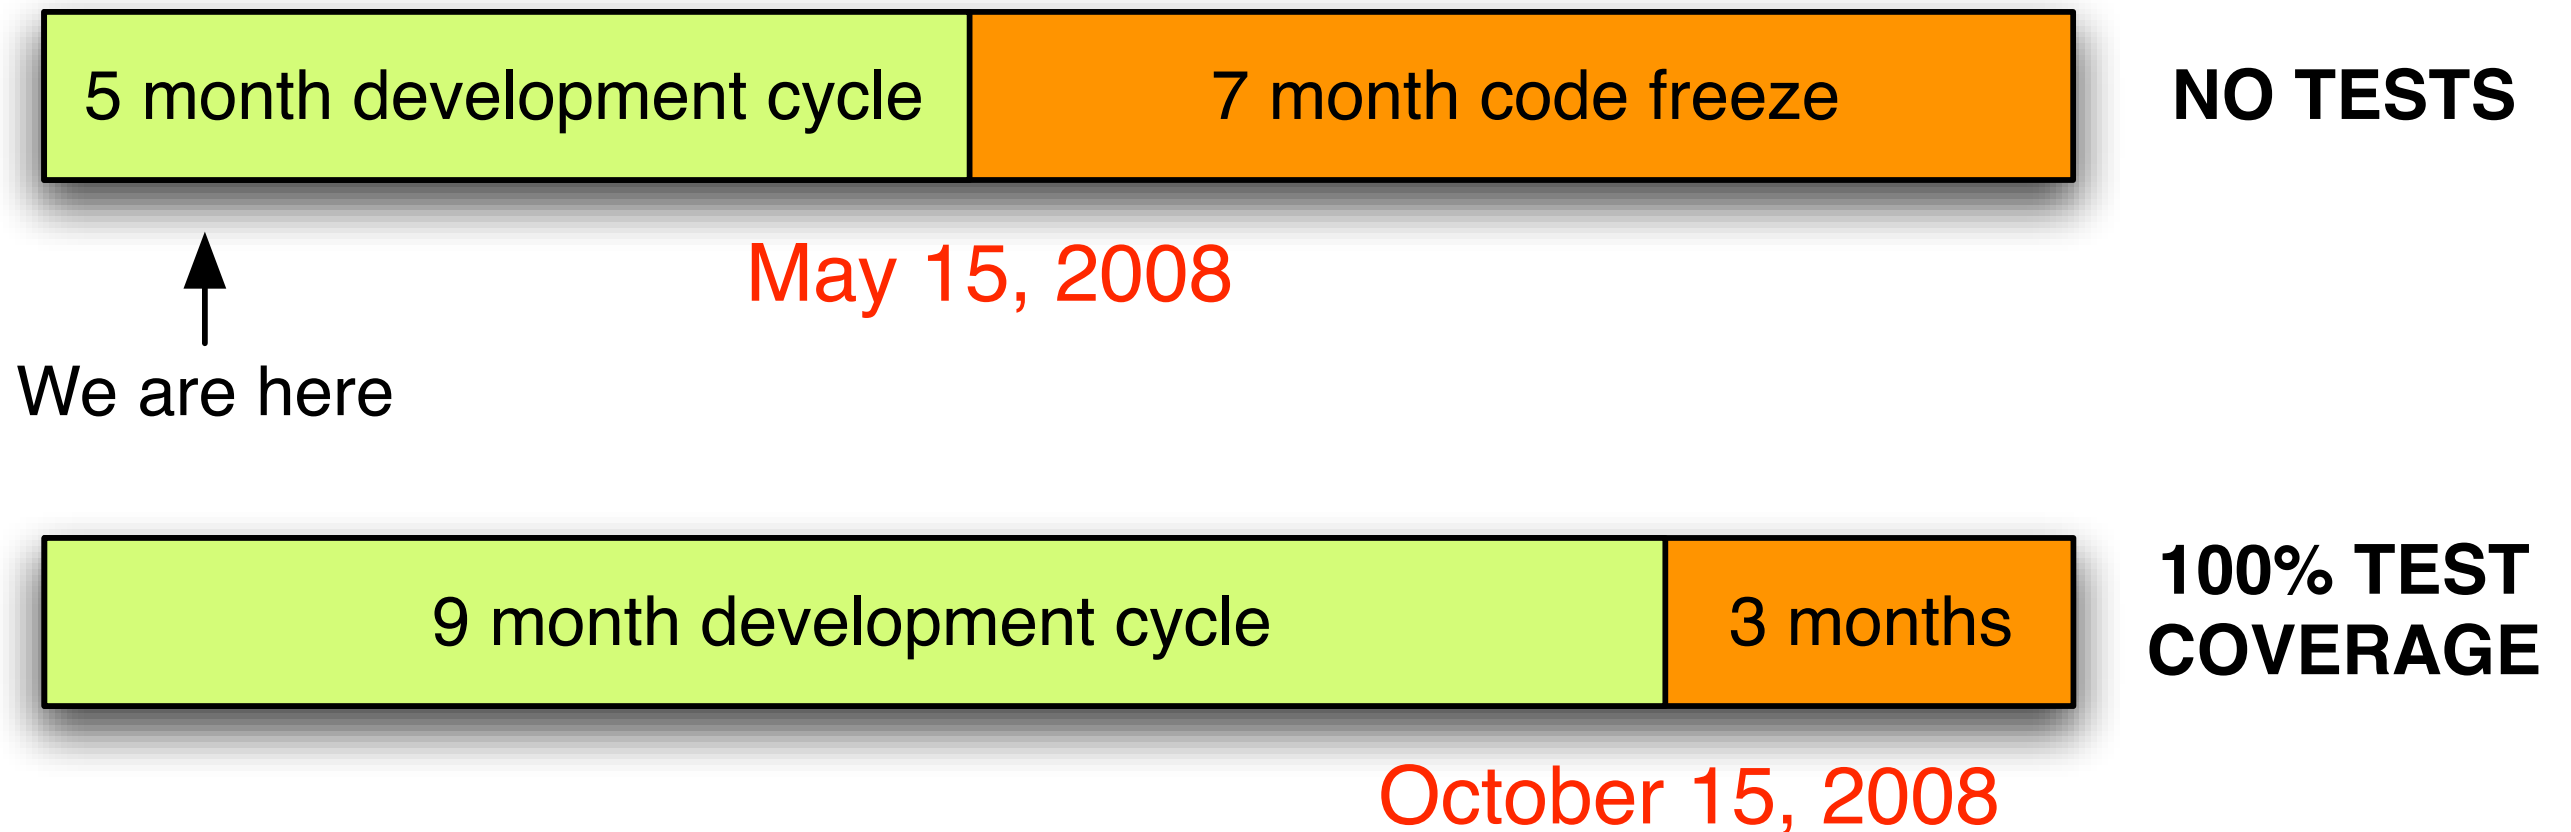 5 month development cycle
7 month code freeze
NO TESTS
May 15, 2008
We are here
9 month development cycle
3 months
100% TEST
COVERAGE
October 15, 2008